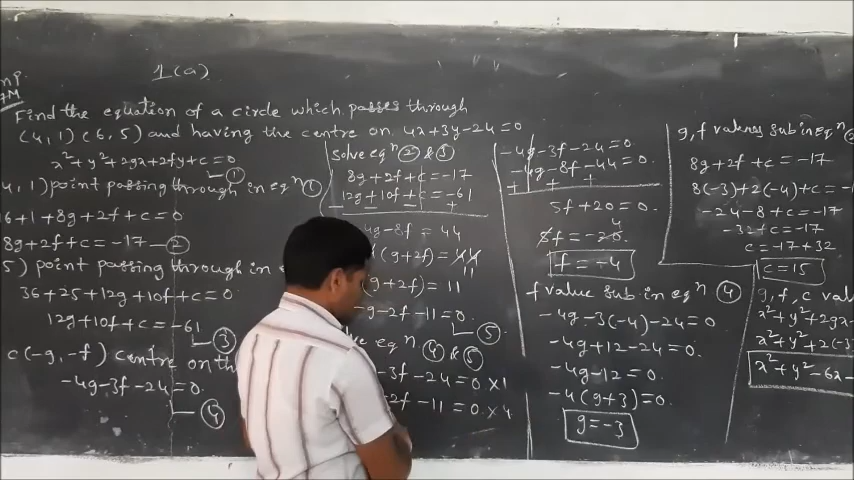 1(a)
Find the equation of a circle which passes through
(4,1) (6,5) and having the centre on 4x+3y-24=0
x²+y²+2gx+2fy+c=0
①
4,1) point passing through in eqⁿ ①
16+1+8g+2f+c=0
8g+2f+c=-17 — ②
5) point passing through in
36+25+12g+10f+c=0
12g+10f+c=-61
③
c(-g,-f) centre on th
-4g-3f-24=0
④
Solve eqⁿ ② & ③
8g+2f+c=-17
12g+10f+c=-61
- - - +
4g-8f=44
(g+2f)=44
11
(g+2f)=11
-g-2f-11=0
⑤
eqⁿ ④ & ⑤
-3f-24=0 ×1
-2f-11=0 ×4
-4g-3f-24=0
-4g-8f-44=0
+ + +
5f+20=0
4
5f=-20
f=-4
f value sub in eqⁿ ④
-4g-3(-4)-24=0
-4g+12-24=0
-4g-12=0
-4(g+3)=0
g=-3
g,f values sub in eqⁿ
8g+2f+c=-17
8(-3)+2(-4)+c=-1
-24-8+c=-17
-32+c=-17
c=-17+32
c=15
g,f,c val
x²+y²+2gx
x²+y²+2(-3
x²+y²-6x-